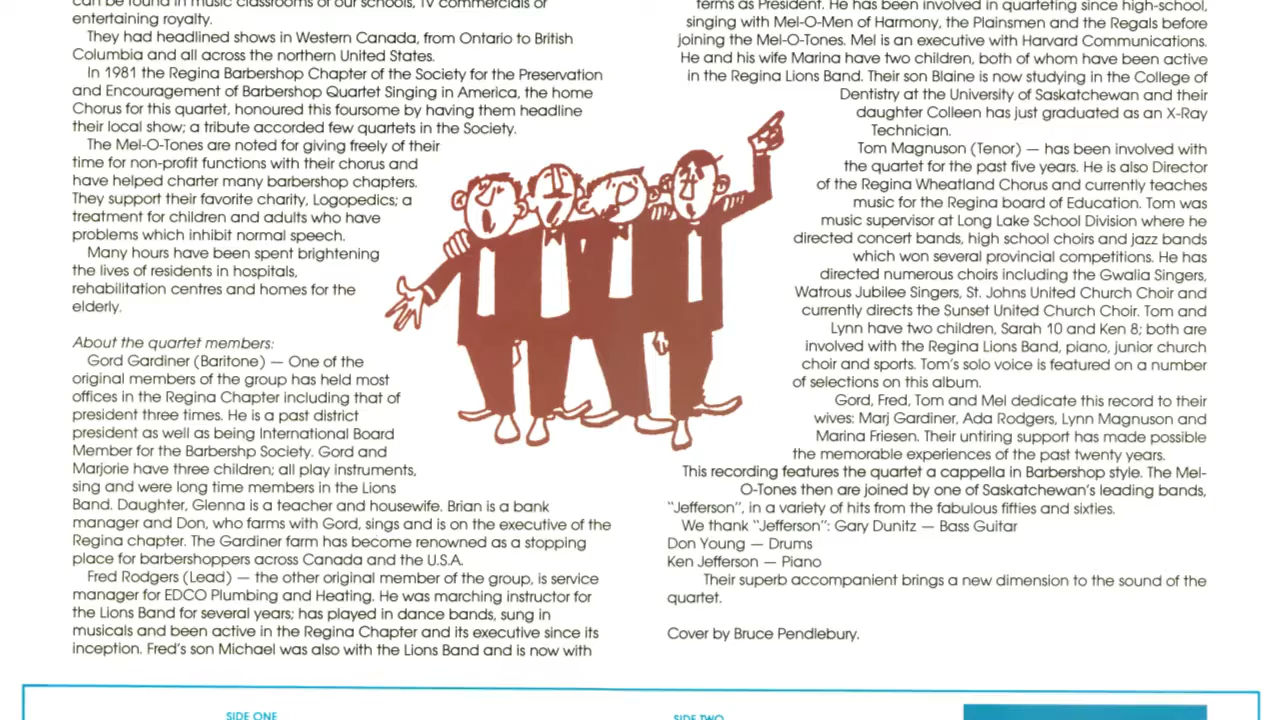 can be found in music classrooms of our schools, TV commercials or
entertaining royalty.
They had headlined shows in Western Canada, from Ontario to British
Columbia and all across the northern United States.
In 1981 the Regina Barbershop Chapter of the Society for the Preservation
and Encouragement of Barbershop Quartet Singing in America, the home
Chorus for this quartet, honoured this foursome by having them headline
their local show; a tribute accorded few quartets in the Society.
The Mel-O-Tones are noted for giving freely of their
time for non-profit functions with their chorus and
have helped charter many barbershop chapters.
They support their favorite charity, Logopedics; a
treatment for children and adults who have
problems which inhibit normal speech.
Many hours have been spent brightening
the lives of residents in hospitals,
rehabilitation centres and homes for the
elderly.
About the quartet members:
Gord Gardiner (Baritone) — One of the
original members of the group has held most
offices in the Regina Chapter including that of
president three times. He is a past district
president as well as being International Board
Member for the Barbershp Society. Gord and
Marjorie have three children; all play instruments,
sing and were long time members in the Lions
Band. Daughter, Glenna is a teacher and housewife. Brian is a bank
manager and Don, who farms with Gord, sings and is on the executive of the
Regina chapter. The Gardiner farm has become renowned as a stopping
place for barbershoppers across Canada and the U.S.A.
Fred Rodgers (Lead) — the other original member of the group, is service
manager for EDCO Plumbing and Heating. He was marching instructor for
the Lions Band for several years; has played in dance bands, sung in
musicals and been active in the Regina Chapter and its executive since its
inception. Fred's son Michael was also with the Lions Band and is now with
terms as President. He has been involved in quarteting since high-school,
singing with Mel-O-Men of Harmony, the Plainsmen and the Regals before
joining the Mel-O-Tones. Mel is an executive with Harvard Communications.
He and his wife Marina have two children, both of whom have been active
in the Regina Lions Band. Their son Blaine is now studying in the College of
Dentistry at the University of Saskatchewan and their
daughter Colleen has just graduated as an X-Ray
Technician.
Tom Magnuson (Tenor) — has been involved with
the quartet for the past five years. He is also Director
of the Regina Wheatland Chorus and currently teaches
music for the Regina board of Education. Tom was
music supervisor at Long Lake School Division where he
directed concert bands, high school choirs and jazz bands
which won several provincial competitions. He has
directed numerous choirs including the Gwalia Singers,
Watrous Jubilee Singers, St. Johns United Church Choir and
currently directs the Sunset United Church Choir. Tom and
Lynn have two children, Sarah 10 and Ken 8; both are
involved with the Regina Lions Band, piano, junior church
choir and sports. Tom's solo voice is featured on a number
of selections on this album.
Gord, Fred, Tom and Mel dedicate this record to their
wives: Marj Gardiner, Ada Rodgers, Lynn Magnuson and
Marina Friesen. Their untiring support has made possible
the memorable experiences of the past twenty years.
This recording features the quartet a cappella in Barbershop style. The Mel-
O-Tones then are joined by one of Saskatchewan's leading bands,
"Jefferson", in a variety of hits from the fabulous fifties and sixties.
We thank "Jefferson": Gary Dunitz — Bass Guitar
Don Young — Drums
Ken Jefferson — Piano
Their superb accompanient brings a new dimension to the sound of the
quartet.
Cover by Bruce Pendlebury.
SIDE ONE
SIDE TWO